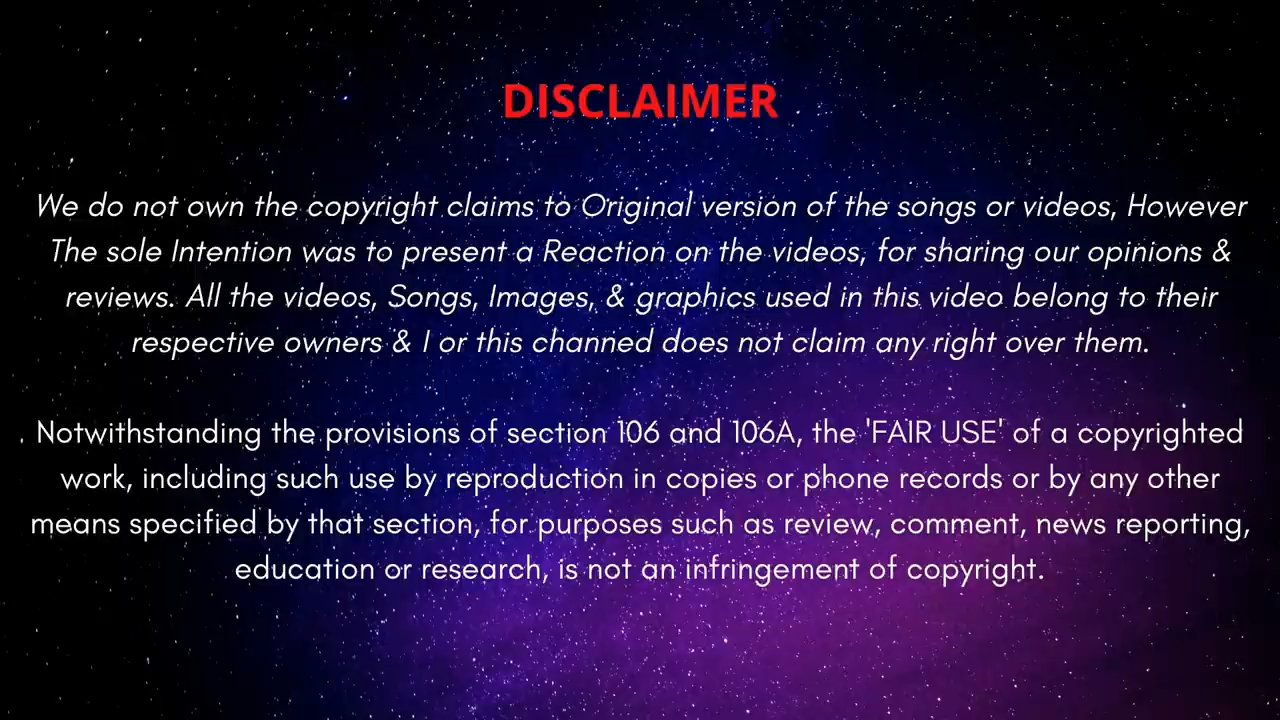 DISCLAIMER
We do not own the copyright claims to Original version of the songs or videos, However
The sole Intention was to present a Reaction on the videos, for sharing our opinions &
reviews. All the videos, Songs, Images, & graphics used in this video belong to their
respective owners & I or this channed does not claim any right over them.
. Notwithstanding the provisions of section 106 and 106A, the 'FAIR USE' of a copyrighted
work, including such use by reproduction in copies or phone records or by any other
means specified by that section, for purposes such as review, comment, news reporting,
education or research, is not an infringement of copyright.